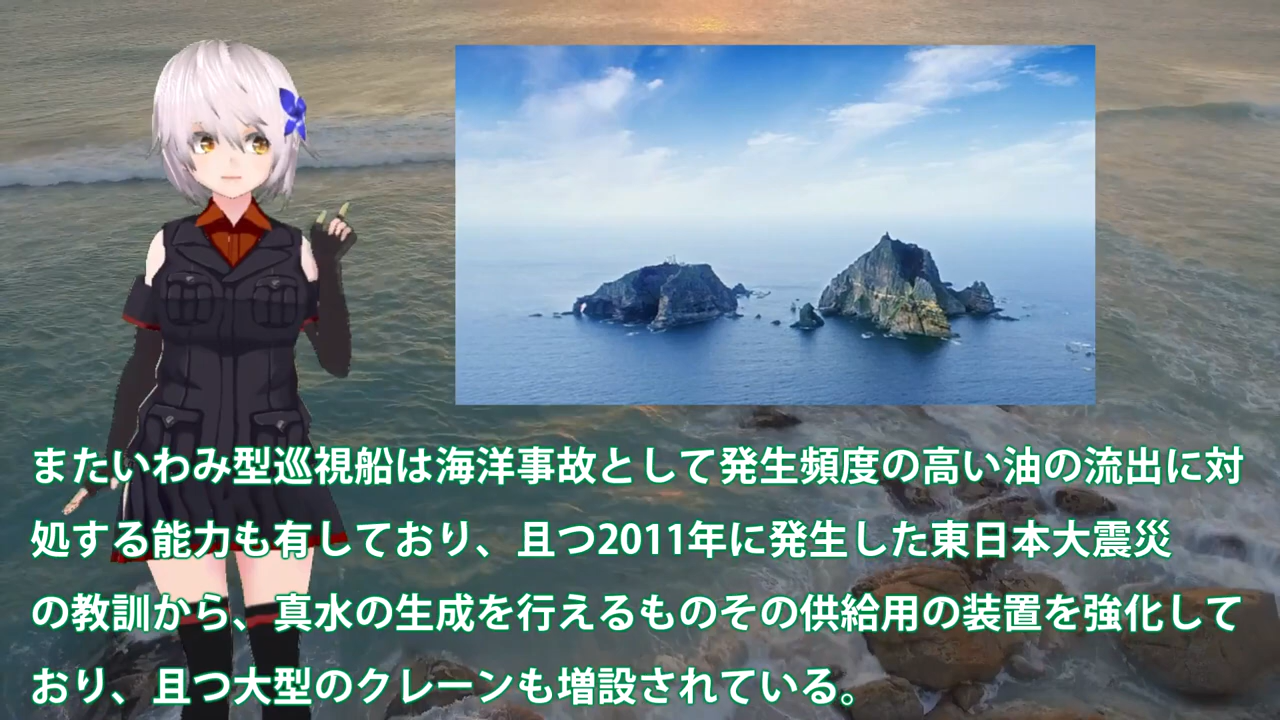 またいわみ型巡視船は海洋事故として発生頻度の高い油の流出に対
処する能力も有しており、且つ2011年に発生した東日本大震災
の教訓から、真水の生成を行えるものその供給用の装置を強化して
おり、且つ大型のクレーンも増設されている。